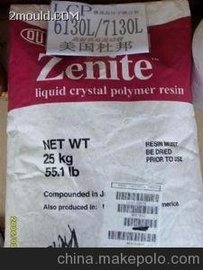 2mould.com
LCP
6130L/7130L
美国杜邦
Zenite
liquid crystal polymer resin
NET WT
25 kg
55.1 lb
RESIN MUST
BE DRIED
PRIOR TO USE
Compounded in
Also produced in:
america
china.makepolo.com